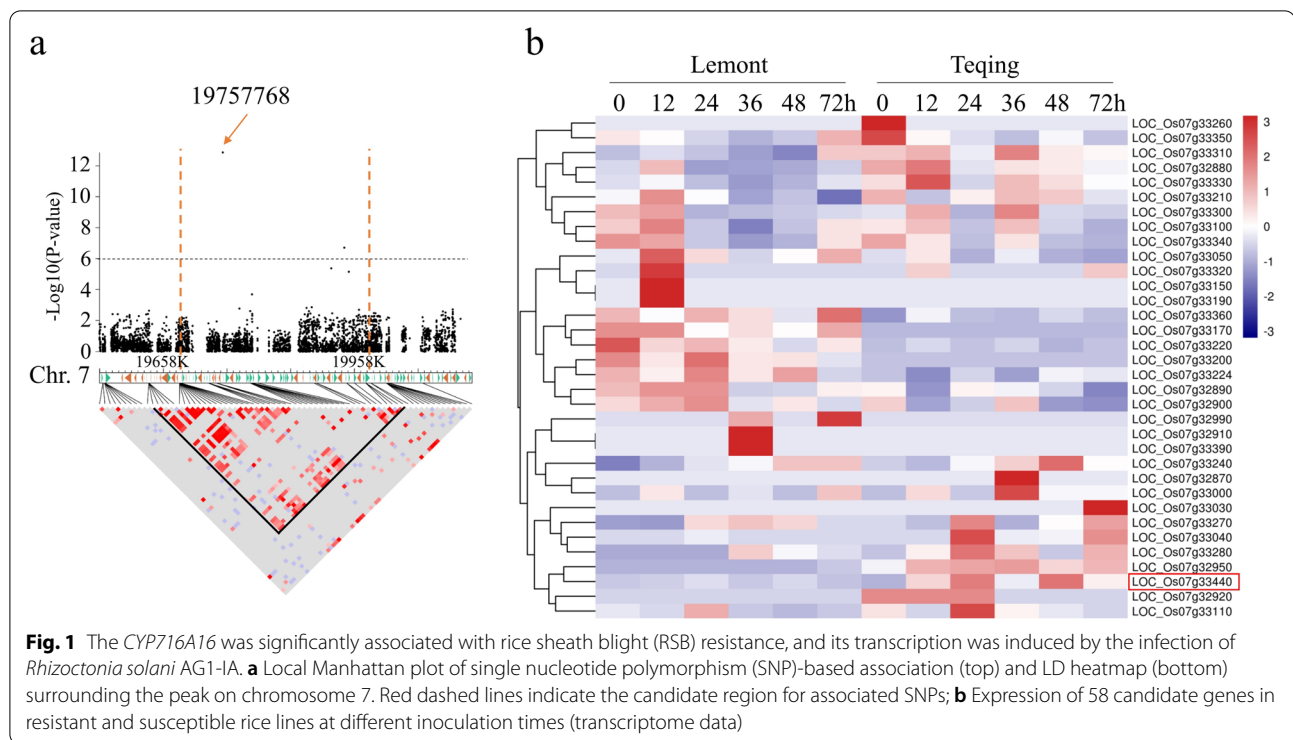 a
19757768
12
10
8
6
4
2
0
-Log10(P-value)
19658K
19958K
Chr. 7
b
Lemont
Teqing
0 12 24 36 48 72h 0 12 24 36 48 72h
LOC_Os07g33260
LOC_Os07g33350
LOC_Os07g33310
LOC_Os07g32880
LOC_Os07g33330
LOC_Os07g33210
LOC_Os07g33300
LOC_Os07g33100
LOC_Os07g33340
LOC_Os07g33050
LOC_Os07g33320
LOC_Os07g33150
LOC_Os07g33190
LOC_Os07g33360
LOC_Os07g33170
LOC_Os07g33220
LOC_Os07g33200
LOC_Os07g33224
LOC_Os07g32890
LOC_Os07g32900
LOC_Os07g32990
LOC_Os07g32910
LOC_Os07g33390
LOC_Os07g33240
LOC_Os07g32870
LOC_Os07g33000
LOC_Os07g33030
LOC_Os07g33270
LOC_Os07g33040
LOC_Os07g33280
LOC_Os07g32950
LOC_Os07g33440
LOC_Os07g32920
LOC_Os07g33110
3
2
1
0
-1
-2
-3
Fig. 1 The CYP716A16 was significantly associated with rice sheath blight (RSB) resistance, and its transcription was induced by the infection of
Rhizoctonia solani AG1-IA. a Local Manhattan plot of single nucleotide polymorphism (SNP)-based association (top) and LD heatmap (bottom)
surrounding the peak on chromosome 7. Red dashed lines indicate the candidate region for associated SNPs; b Expression of 58 candidate genes in
resistant and susceptible rice lines at different inoculation times (transcriptome data)